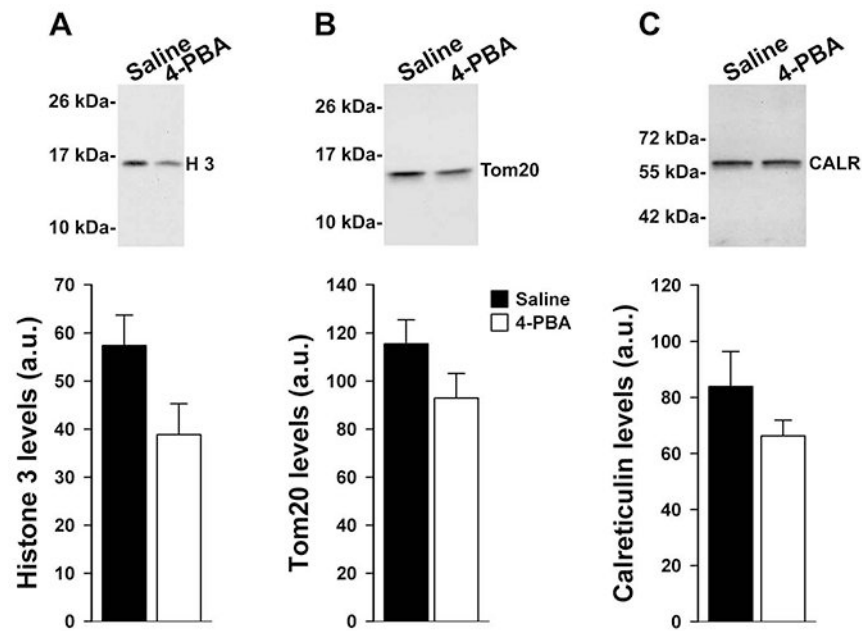 A
Saline
4-PBA
26 kDa-
17 kDa-
10 kDa-
H 3
Histone 3 levels (a.u.)
70
60
50
40
30
20
10
0
B
Saline
4-PBA
26 kDa-
17 kDa-
10 kDa-
Tom20
Tom20 levels (a.u.)
140
120
100
80
60
40
20
0
Saline
4-PBA
C
Saline
4-PBA
72 kDa-
55 kDa-
42 kDa-
CALR
Calreticulin levels (a.u.)
120
100
80
60
40
20
0